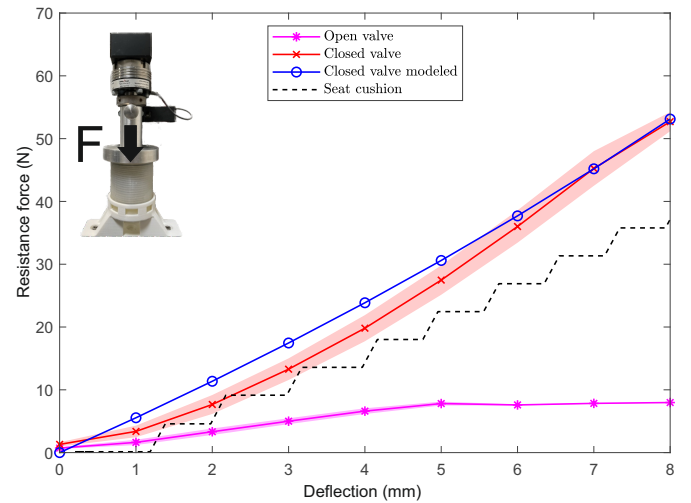 70
60
50
40
30
20
10
0
Resistance force (N)
Open valve
Closed valve
Closed valve modeled
Seat cushion
F
0 1 2 3 4 5 6 7 8
Deflection (mm)